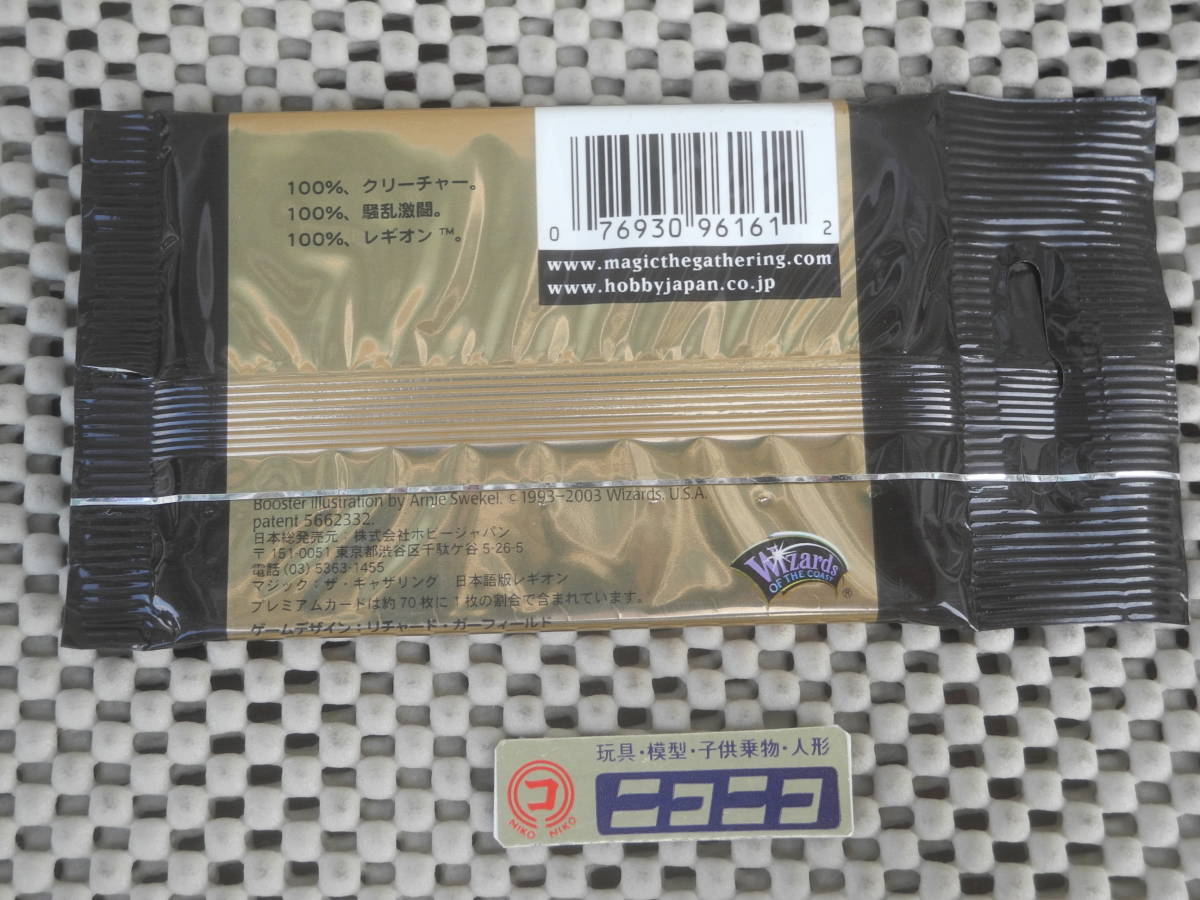 100%、クリーチャー。
100%、騒乱激闘。
100%、レギオン ™。
0 76930 96161 2
www.magicthegathering.com
www.hobbyjapan.co.jp
Booster illustration by Arnie Swekel. ©1993–2003 Wizards. U.S.A.
patent 5662332.
日本総発売元：株式会社ホビージャパン
〒151-0051 東京都渋谷区千駄ケ谷 5-26-5
電話 (03) 5363-1455
マジック：ザ・ギャザリング 日本語版レギオン
プレミアムカードは約 70 枚に 1 枚の割合で含まれています。
ゲームデザイン：リチャード・ガーフィールド
Wizards
OF THE COAST
®
玩具・模型・子供乗物・人形
コ
NIKO NIKO
ニコニコ